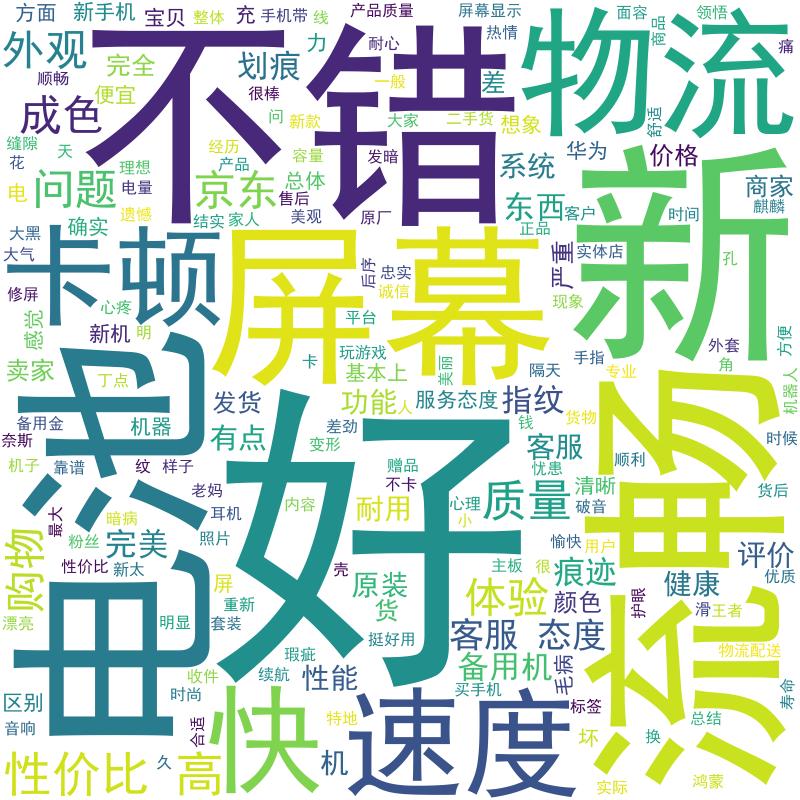 方面
新手机
宝贝
整体
充
手机带
线
产品质量
屏幕显示
面容
领悟
不错
物流
外观
划痕
力
耐心
热情
商品
痛
顺畅
完全
便宜
很棒
一般
差
成色
问
新款
大家
二手货
想象
舒适
缝隙
天
花
经历
产品
容量
发暗
系统
华为
价格
新
电
问题
理想
电量
京东
总体
售后
商家
遗憾
结实
家人
美观
原厂
东西
客户
时间
麒麟
确实
正品
大黑
大气
卡顿
屏幕
后序
忠实
诚信
严重
实体店
孔
修屏
心疼
现象
感觉
新机
明
平台
外套
方便
卡
玩游戏
美丽
隔天
手指
角
卖家
丁点
基本上
专业
机器人
流畅
电池
备用金
机器
发货
功能
人
服务态度
指纹
货物
奈斯
有点
差劲
钱
时候
机子
靠谱
纹
样子
变形
好
客服
忧患
顺利
赠品
不卡
心理
质量
清晰
货后
老妈
最大
暗病
耳机
内容
耐用
小
破音
购物
粉丝
完美
照片
愉快
用户
评价
性价比
新太
屏
壳
主板
很
痕迹
优质
原装
货
体验
颜色
健康
漂亮
明显
重新
套装
护眼
滑
王者
挺好用
客服
态度
收件
瑕疵
备用机
毛病
物流配送
区别
时尚
续航
性能
买手机
标签
寿命
音响
合适
快
特地
速度
换
总结
性价比
久
高
机
坏
实际
鸿蒙